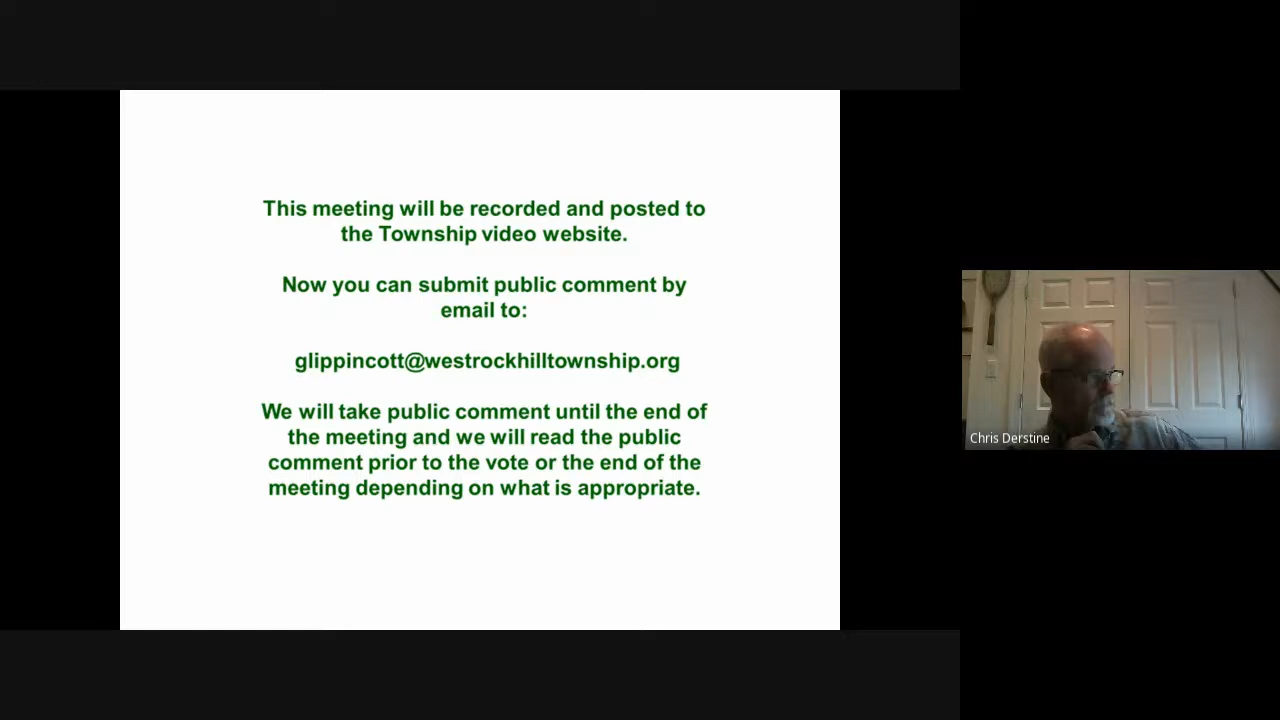 This meeting will be recorded and posted to
the Township video website.
Now you can submit public comment by
email to:
glippincott@westrockhilltownship.org
We will take public comment until the end of
the meeting and we will read the public
comment prior to the vote or the end of the
meeting depending on what is appropriate.
Chris Derstine